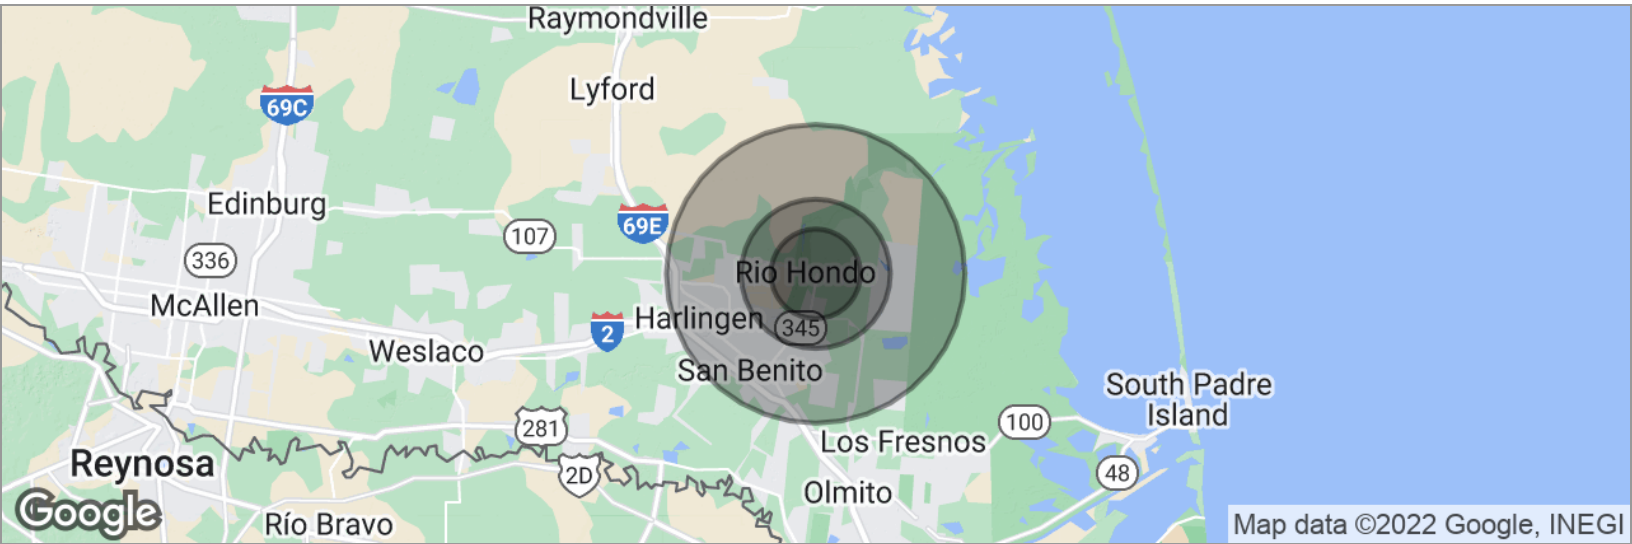 Raymondville
Lyford
69C
Edinburg
69E
107
336
Rio Hondo
McAllen
Harlingen
345
2
Weslaco
San Benito
South Padre
Island
100
281
Los Fresnos
Reynosa
2D
48
Olmito
Google
Río Bravo
Map data ©2022 Google, INEGI